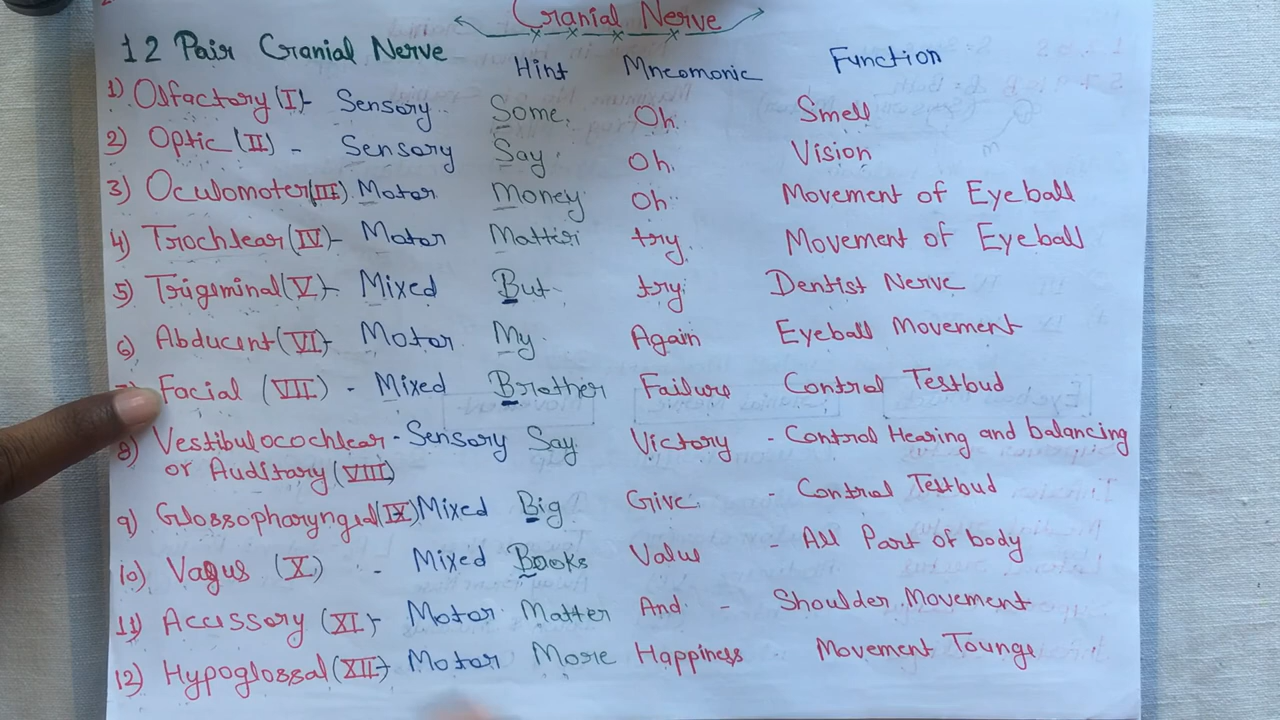 Cranial Nerve
12 Pair Cranial Nerve Hint Mnemonic Function
1) Olfactory (I)- Sensory Some. Oh. Smell
2) Optic (II) - Sensory Say Oh. Vision
3) Oculomoter (III) Motor Money Oh Movement of Eyeball
4) Trochlear (IV)- Motor Matteri try. Movement of Eyeball
5) Trigeminal (V)- Mixed But try Dentist Nerve
6) Abducent (VI)- Motor My Again Eyeball Movement
Facial (VII) - Mixed Brother Failure Control Testbud
8) Vestibulocochlear - Sensory Say Victory - Control Hearing and balancing
or Auditory (VIII)
9) Glossopharyngeal (IX) Mixed Big Give - Control Testbud
10) Vagus (X) - Mixed Books Value - All Part of body
11) Accessory (XI)- Motor Matter And - Shoulder Movement
12) Hypoglossal (XII)- Motor More Happiness - Movement Tounge